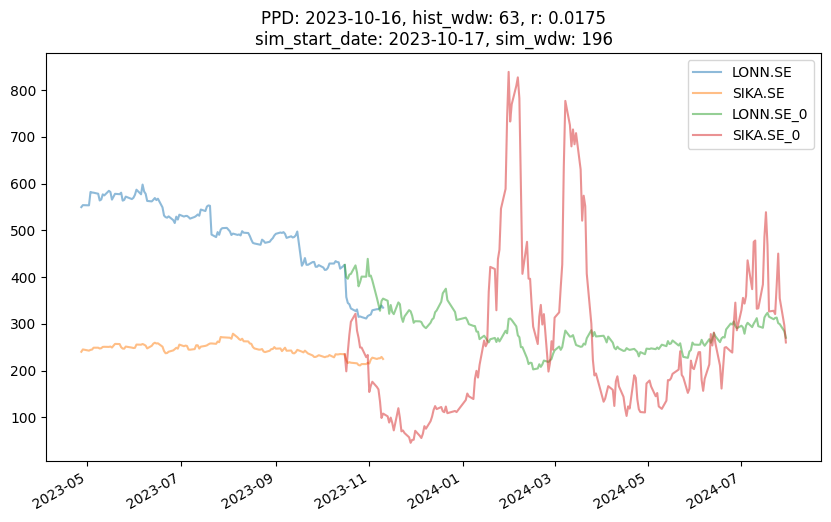 PPD: 2023-10-16, hist_wdw: 63, r: 0.0175
sim_start_date: 2023-10-17, sim_wdw: 196
LONN.SE
SIKA.SE
LONN.SE_0
SIKA.SE_0
800
700
600
500
400
300
200
100
2023-05
2023-07
2023-09
2023-11
2024-01
2024-03
2024-05
2024-07